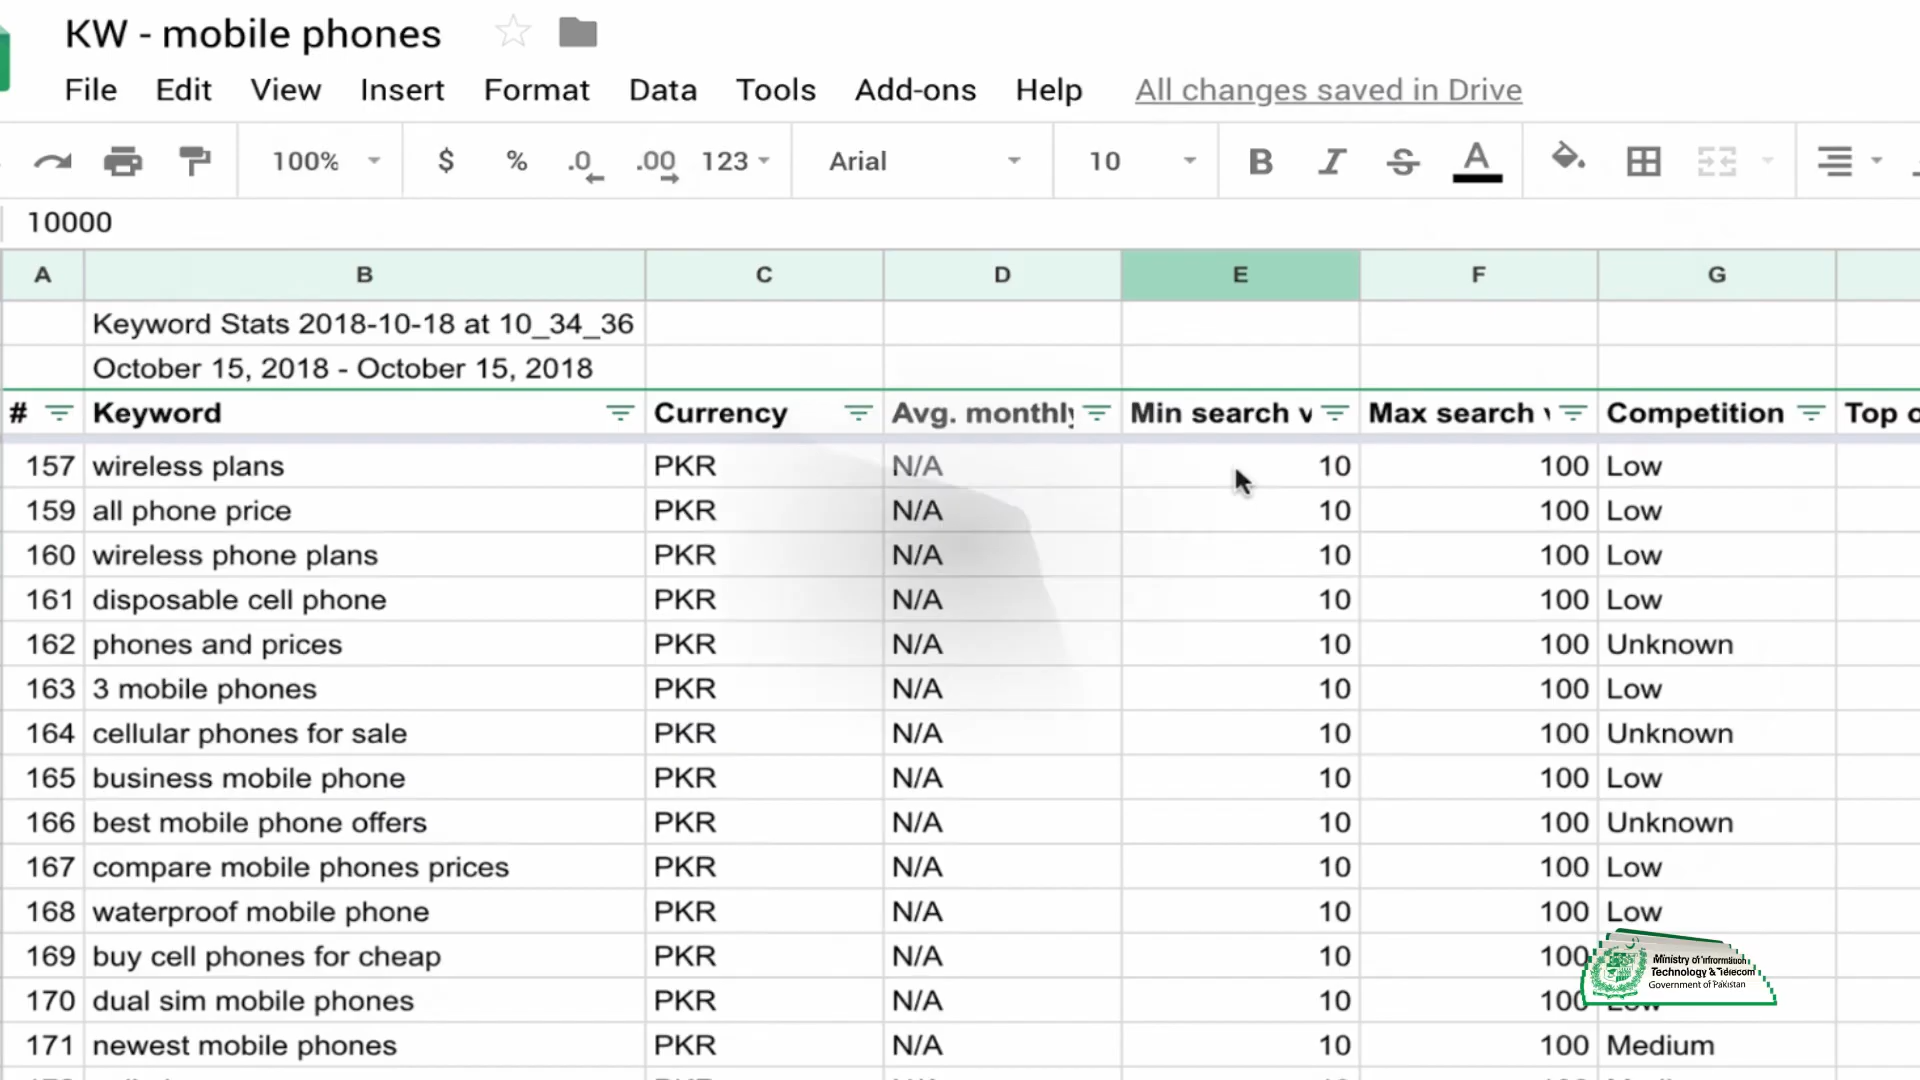 KW - mobile phones
File Edit View Insert Format Data Tools Add-ons Help All changes saved in Drive
100% $ % .0 .00 123 Arial 10 B I S A
10000
A B C D E F G
Keyword Stats 2018-10-18 at 10_34_36
October 15, 2018 - October 15, 2018
# Keyword Currency Avg. monthly Min search v Max search v Competition Top o
157 wireless plans PKR N/A 10 100 Low
159 all phone price PKR N/A 10 100 Low
160 wireless phone plans PKR N/A 10 100 Low
161 disposable cell phone PKR N/A 10 100 Low
162 phones and prices PKR N/A 10 100 Unknown
163 3 mobile phones PKR N/A 10 100 Low
164 cellular phones for sale PKR N/A 10 100 Unknown
165 business mobile phone PKR N/A 10 100 Low
166 best mobile phone offers PKR N/A 10 100 Unknown
167 compare mobile phones prices PKR N/A 10 100 Low
168 waterproof mobile phone PKR N/A 10 100 Low
169 buy cell phones for cheap PKR N/A 10 100
170 dual sim mobile phones PKR N/A 10 100 Low
171 newest mobile phones PKR N/A 10 100 Medium
Ministry of Information
Technology & Telecom
Government of Pakistan